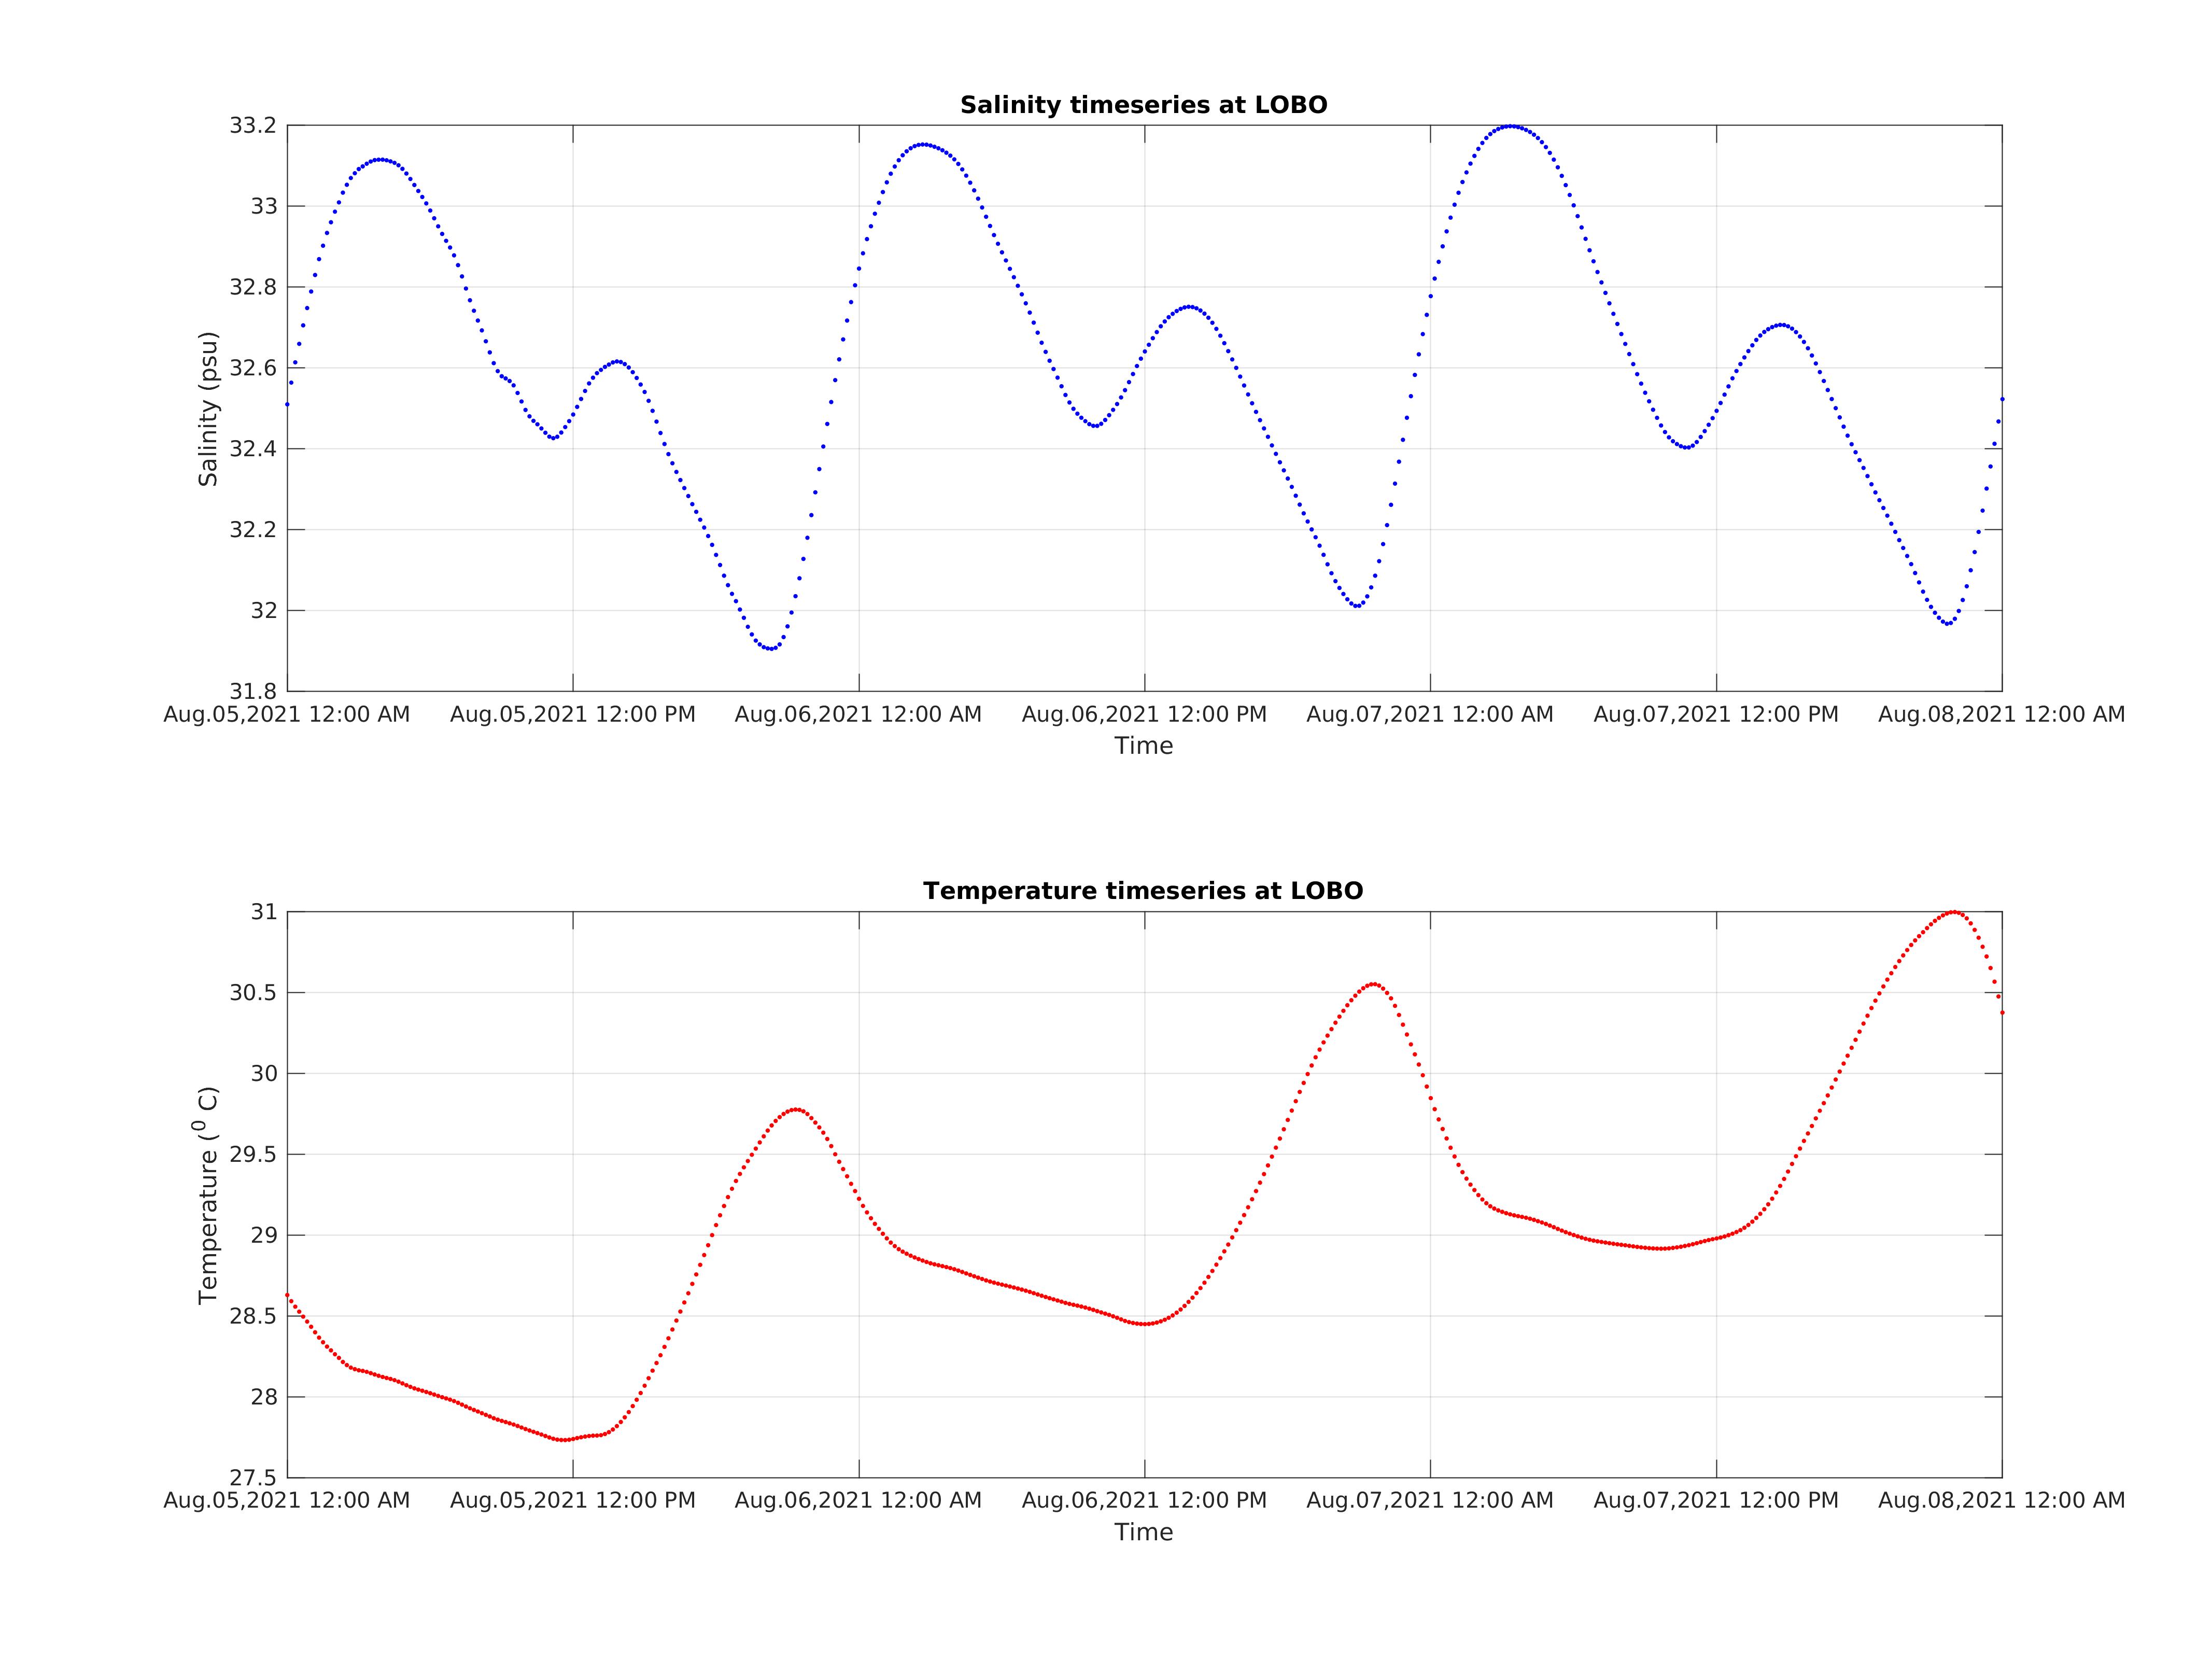 Salinity timeseries at LOBO
33.2
33
32.8
32.6
32.4
32.2
32
31.8
Salinity (psu)
Aug.05,2021 12:00 AM Aug.05,2021 12:00 PM Aug.06,2021 12:00 AM Aug.06,2021 12:00 PM Aug.07,2021 12:00 AM Aug.07,2021 12:00 PM Aug.08,2021 12:00 AM
Time
Temperature timeseries at LOBO
31
30.5
30
29.5
29
28.5
28
27.5
Temperature (⁰ C)
Aug.05,2021 12:00 AM Aug.05,2021 12:00 PM Aug.06,2021 12:00 AM Aug.06,2021 12:00 PM Aug.07,2021 12:00 AM Aug.07,2021 12:00 PM Aug.08,2021 12:00 AM
Time